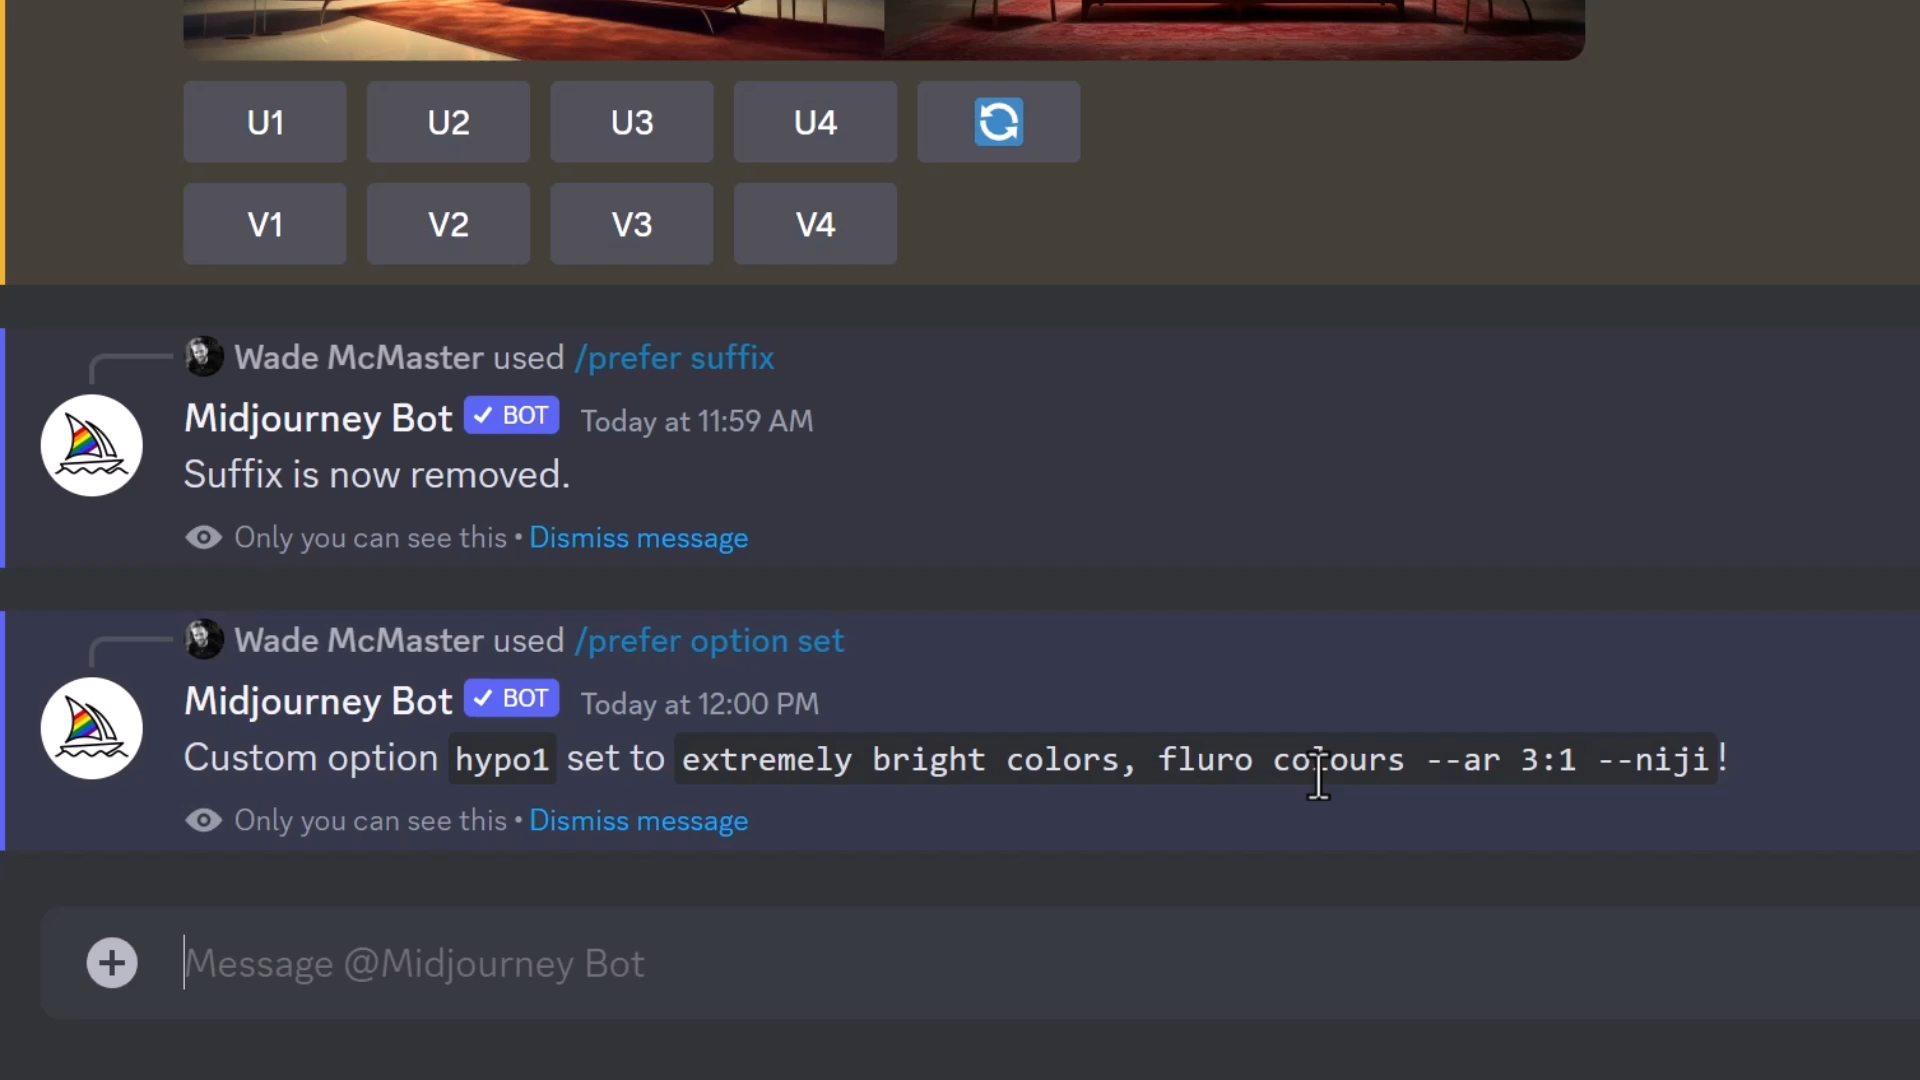 U1 U2 U3 U4
V1 V2 V3 V4
Wade McMaster used /prefer suffix
Midjourney Bot ✓ BOT Today at 11:59 AM
Suffix is now removed.
Only you can see this • Dismiss message
Wade McMaster used /prefer option set
Midjourney Bot ✓ BOT Today at 12:00 PM
Custom option hypo1 set to extremely bright colors, fluro colours --ar 3:1 --niji!
Only you can see this • Dismiss message
Message @Midjourney Bot